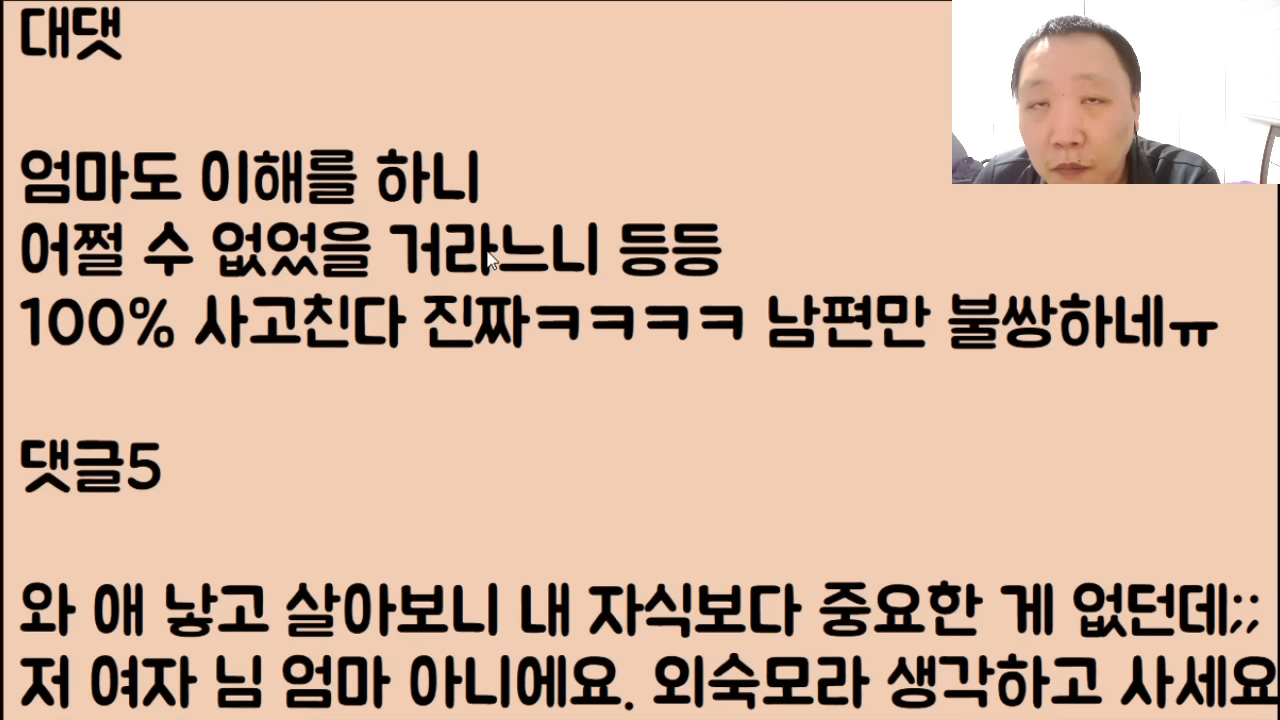 대댓
엄마도 이해를 하니
어쩔 수 없었을 거라느니 등등
100% 사고친다 진짜ㅋㅋㅋㅋ 남편만 불쌍하네ㅠ
댓글5
와 애 낳고 살아보니 내 자식보다 중요한 게 없던데;;
저 여자 님 엄마 아니에요. 외숙모라 생각하고 사세요